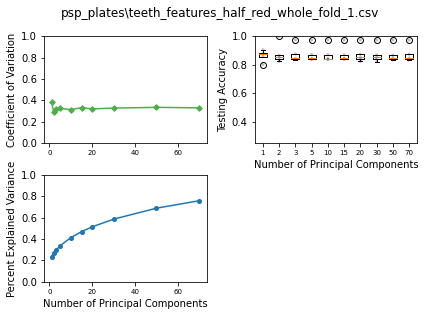 psp_plates\teeth_features_half_red_whole_fold_1.csv
Coefficient of Variation
1.0
0.8
0.6
0.4
0.2
0.0
0 20 40 60
Testing Accuracy
1.0
0.8
0.6
0.4
1 2 3 5 10 15 20 30 50 70
Number of Principal Components
Percent Explained Variance
1.0
0.8
0.6
0.4
0.2
0.0
0 20 40 60
Number of Principal Components